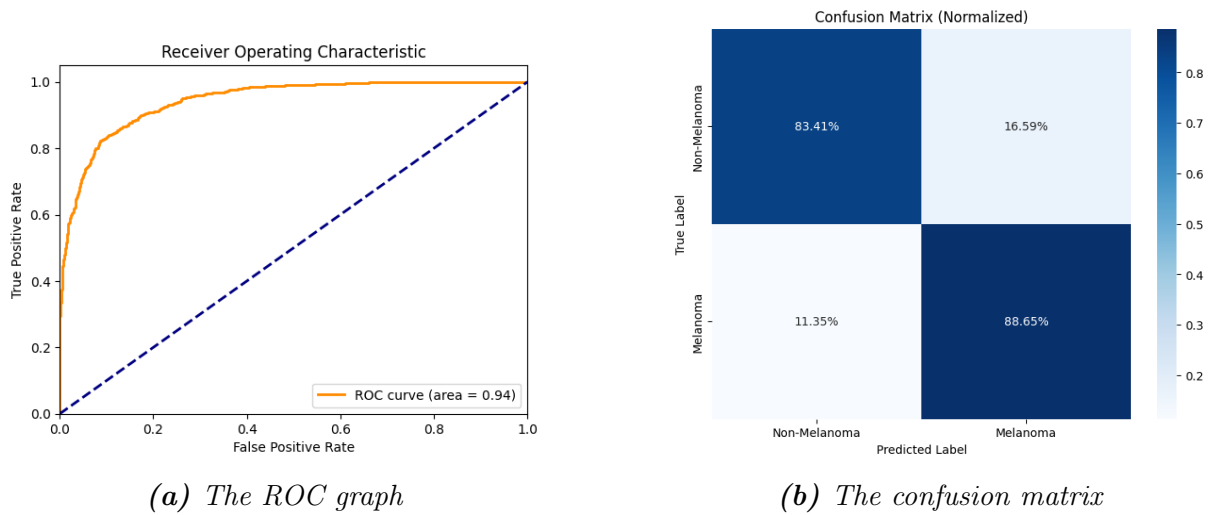 Receiver Operating Characteristic
1.0
0.8
0.6
0.4
0.2
0.0
True Positive Rate
0.0 0.2 0.4 0.6 0.8 1.0
False Positive Rate
ROC curve (area = 0.94)
(a) The ROC graph
Confusion Matrix (Normalized)
True Label
Non-Melanoma
83.41% 16.59%
Melanoma
11.35% 88.65%
Non-Melanoma Melanoma
Predicted Label
0.8
0.7
0.6
0.5
0.4
0.3
0.2
(b) The confusion matrix